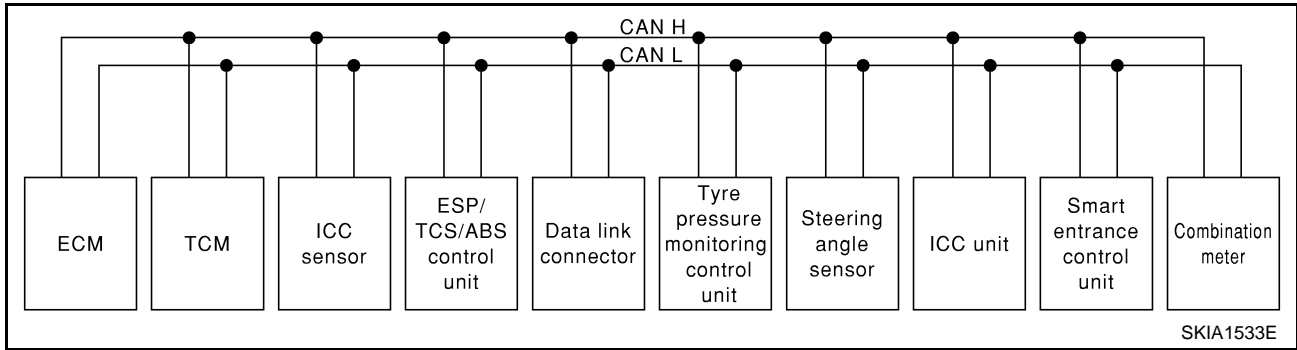 CAN H
CAN L
ECM
TCM
ICC
sensor
ESP/
TCS/ABS
control
unit
Data link
connector
Tyre
pressure
monitoring
control
unit
Steering
angle
sensor
ICC unit
Smart
entrance
control
unit
Combination
meter
SKIA1533E